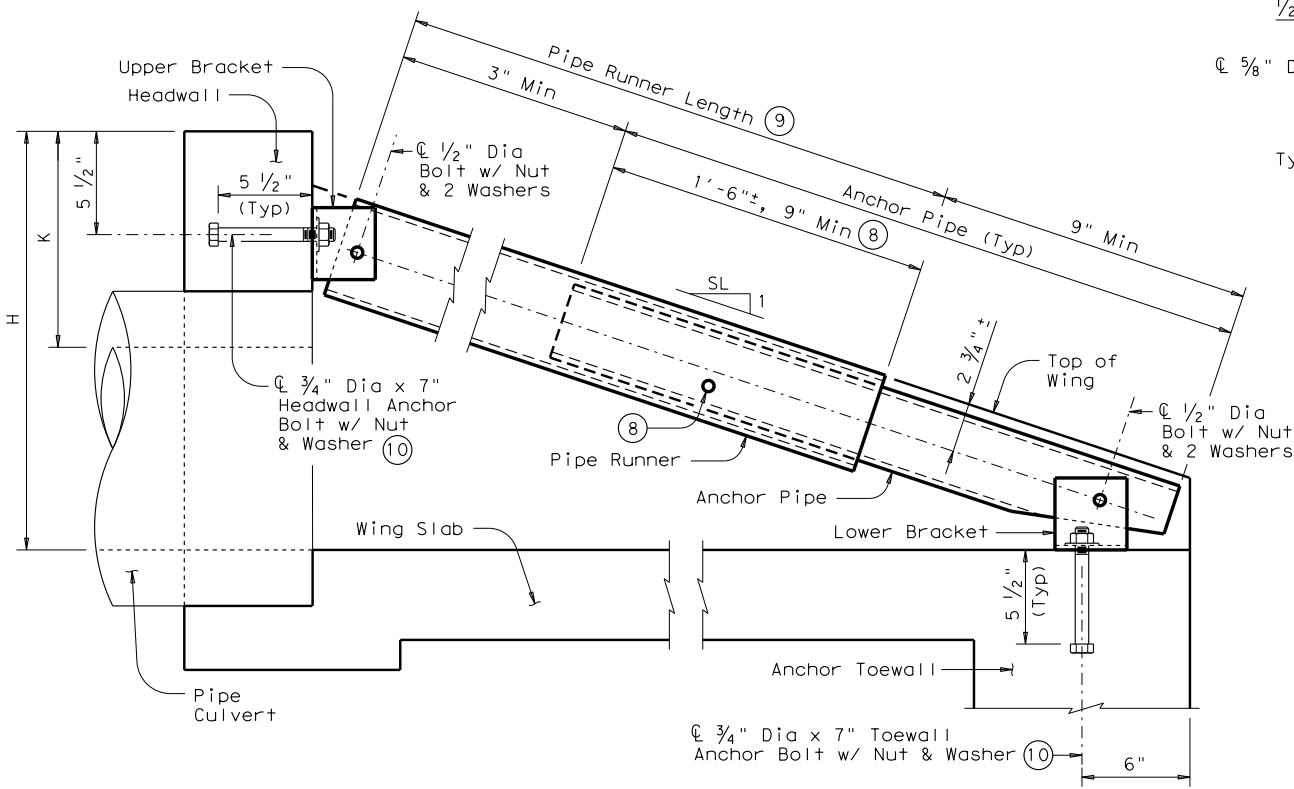 1/2
℄ 5/8" D
Ty
Upper Bracket
Headwall
Pipe Runner Length 9
3" Min
℄ 1/2" Dia
Bolt w/ Nut
& 2 Washers
5 1/2"
K
H
5 1/2"
(Typ)
1'-6"±, 9" Min 8
Anchor Pipe (Typ)
9" Min
SL
1
2 3/4"±
Top of
Wing
℄ 3/4" Dia x 7"
Headwall Anchor
Bolt w/ Nut
& Washer 10
8
Pipe Runner
Anchor Pipe
℄ 1/2" Dia
Bolt w/ Nut
& 2 Washers
Wing Slab
Lower Bracket
5 1/2"
(Typ)
Anchor Toewall
Pipe
Culvert
℄ 3/4" Dia x 7" Toewall
Anchor Bolt w/ Nut & Washer 10
6"